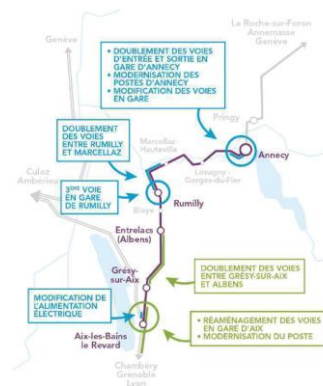 La Roche-sur-Foron
Annemasse
Genève
Genève
• DOUBLEMENT DES VOIES
D'ENTRÉE ET SORTIE EN
GARE D'ANNECY
• MODERNISATION DES
POSTES D'ANNECY
• MODIFICATION DES VOIES
EN GARE
Pringy
DOUBLEMENT
DES VOIES
ENTRE RUMILLY
ET MARCELLAZ
Marcellaz-
Hauteville
Annecy
Lovagny -
Gorges-du-Fier
Culoz
Ambérieu
3ÈME VOIE
EN GARE
DE RUMILLY
Rumilly
Bloye
Entrelacs
(Albens)
DOUBLEMENT DES VOIES
ENTRE GRÉSY-SUR-AIX
ET ALBENS
Grésy-
sur-Aix
MODIFICATION DE
L'ALIMENTATION
ÉLECTRIQUE
• RÉAMÉNAGEMENT DES VOIES
EN GARE D'AIX
• MODERNISATION DU POSTE
Aix-les-Bains
le Revard
Chambéry
Grenoble
Lyon